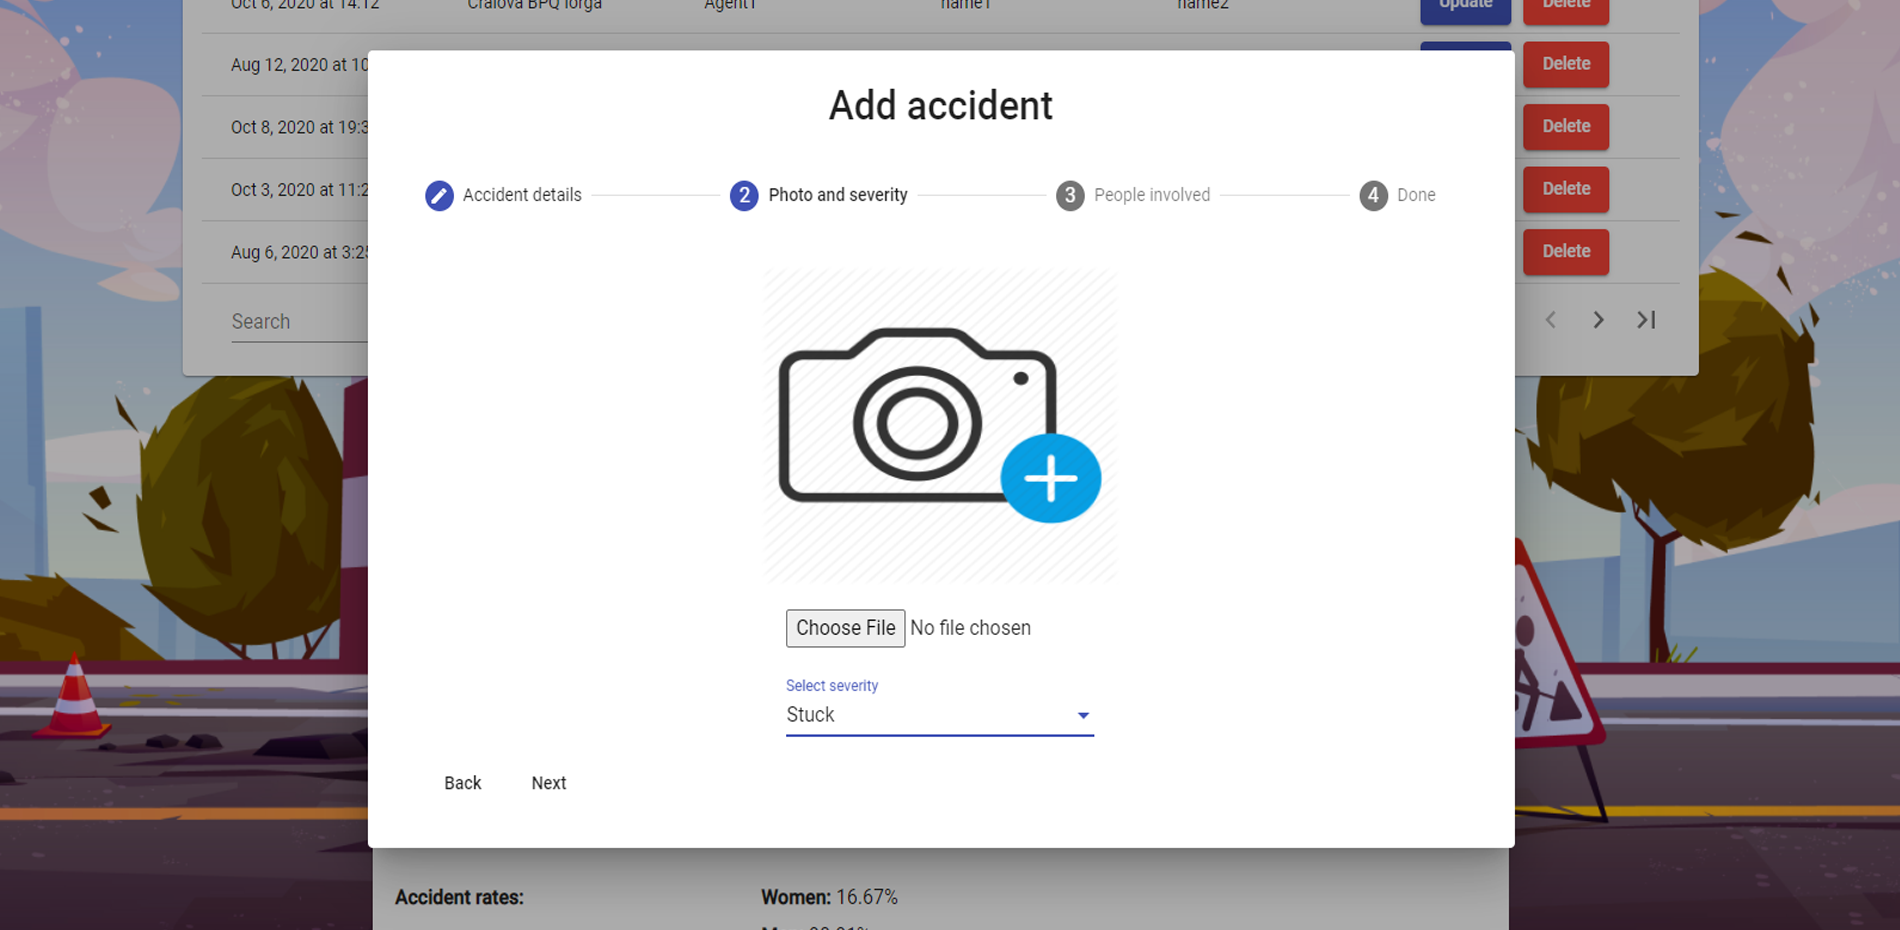 Oct 6, 2020 at 14:12 Craiova BPQ Iorga Agent1 name1 name2 Update Delete
Aug 12, 2020 at 10 Delete
Oct 8, 2020 at 19:3 Delete
Oct 3, 2020 at 11:2 Delete
Aug 6, 2020 at 3:25 Delete
Search
Add accident
Accident details 2 Photo and severity 3 People involved 4 Done
Choose File No file chosen
Select severity
Stuck
Back Next
Accident rates: Women: 16.67%